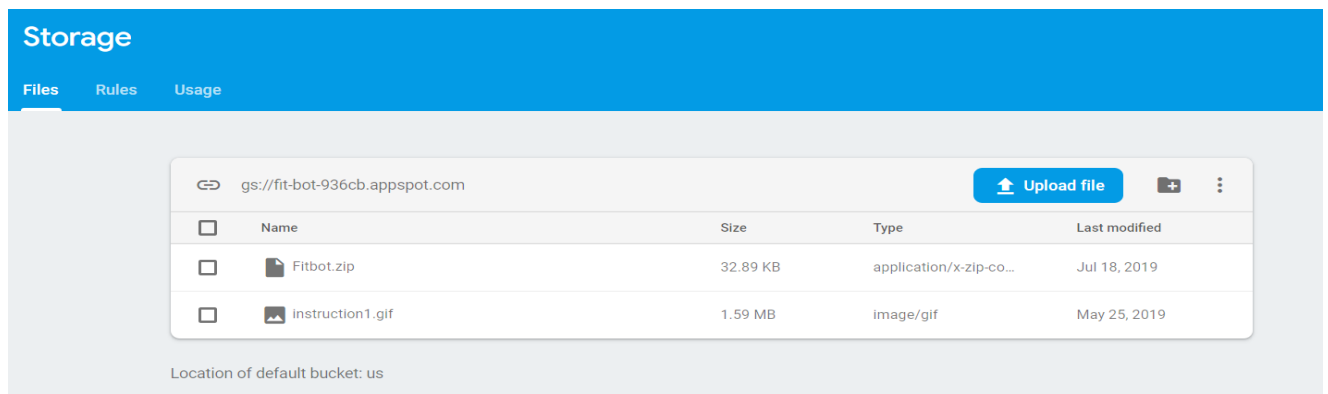 Storage
Files Rules Usage
gs://fit-bot-936cb.appspot.com Upload file
Name Size Type Last modified
Fitbot.zip 32.89 KB application/x-zip-co... Jul 18, 2019
instruction1.gif 1.59 MB image/gif May 25, 2019
Location of default bucket: us